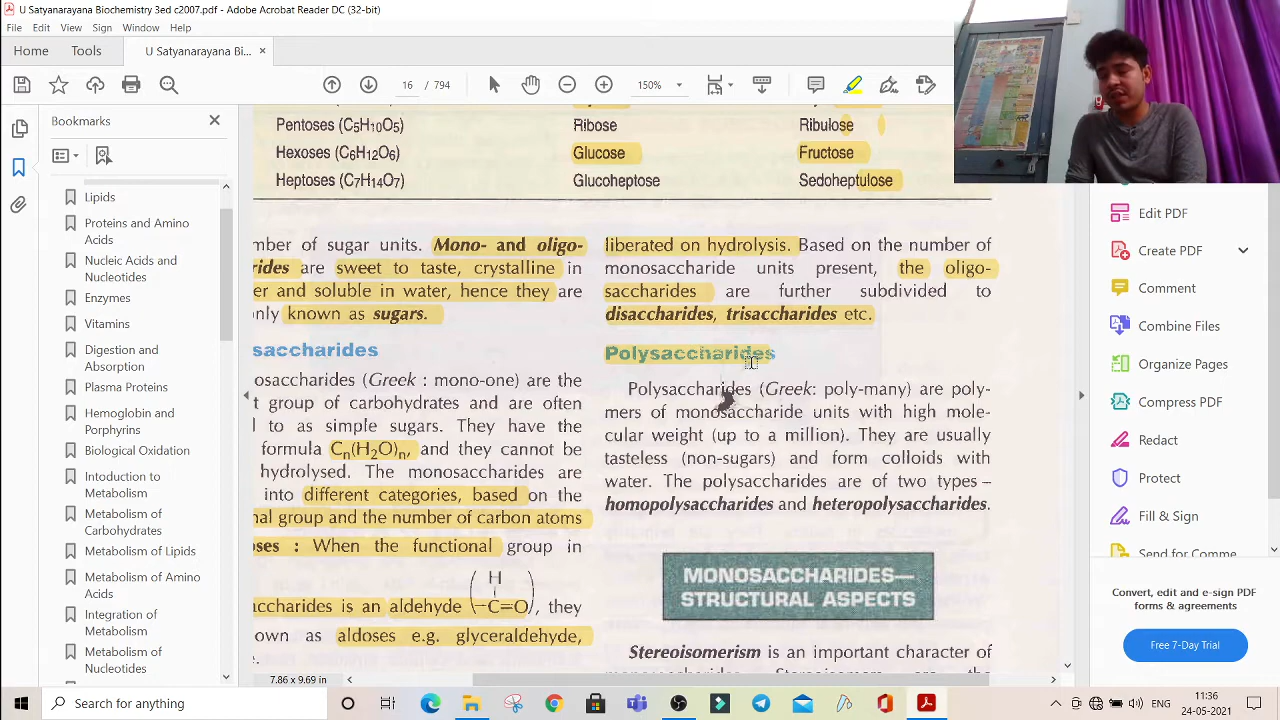 U Satyanarayana Biochemistry 3ed c2007.pdf - Adobe Acrobat Reader DC (32-bit)
File Edit View Sign Window Help
Home Tools U Satyanarayana Bi...
16 / 794 150%
Bookmarks
Lipids
Proteins and Amino
Acids
Nucleic Acids and
Nucleotides
Enzymes
Vitamins
Digestion and
Absorption
Plasma Proteins
Hemoglobin and
Porphyrins
Biological Oxidation
Intoduction to
Metabolism
Metabolism of
Carbohydrates
Metabolism of Lipids
Metabolism of Amino
Acids
Integration of
Metabolism
Metabolism of
Nucleotides
Pentoses (C5H10O5) Ribose Ribulose
Hexoses (C6H12O6) Glucose Fructose
Heptoses (C7H14O7) Glucoheptose Sedoheptulose
mber of sugar units. Mono- and oligo-
rides are sweet to taste, crystalline in
er and soluble in water, hence they are
only known as sugars.
saccharides
osaccharides (Greek : mono-one) are the
t group of carbohydrates and are often
l to as simple sugars. They have the
formula Cn(H2O)n, and they cannot be
hydrolysed. The monosaccharides are
into different categories, based on the
nal group and the number of carbon atoms
oses : When the functional group in
accharides is an aldehyde (H–C=O), they
own as aldoses e.g. glyceraldehyde,
e.
liberated on hydrolysis. Based on the number of
monosaccharide units present, the oligo-
saccharides are further subdivided to
disaccharides, trisaccharides etc.
Polysaccharides
Polysaccharides (Greek: poly-many) are poly-
mers of monosaccharide units with high mole-
cular weight (up to a million). They are usually
tasteless (non-sugars) and form colloids with
water. The polysaccharides are of two types –
homopolysaccharides and heteropolysaccharides.
MONOSACCHARIDES—
STRUCTURAL ASPECTS
Stereoisomerism is an important character of
7.86 x 9.69 in
Edit PDF
Create PDF
Comment
Combine Files
Organize Pages
Compress PDF
Redact
Protect
Fill & Sign
Send for Comme
Convert, edit and e-sign PDF
forms & agreements
Free 7-Day Trial
Search for anything
ENG
11:36
24-05-2021